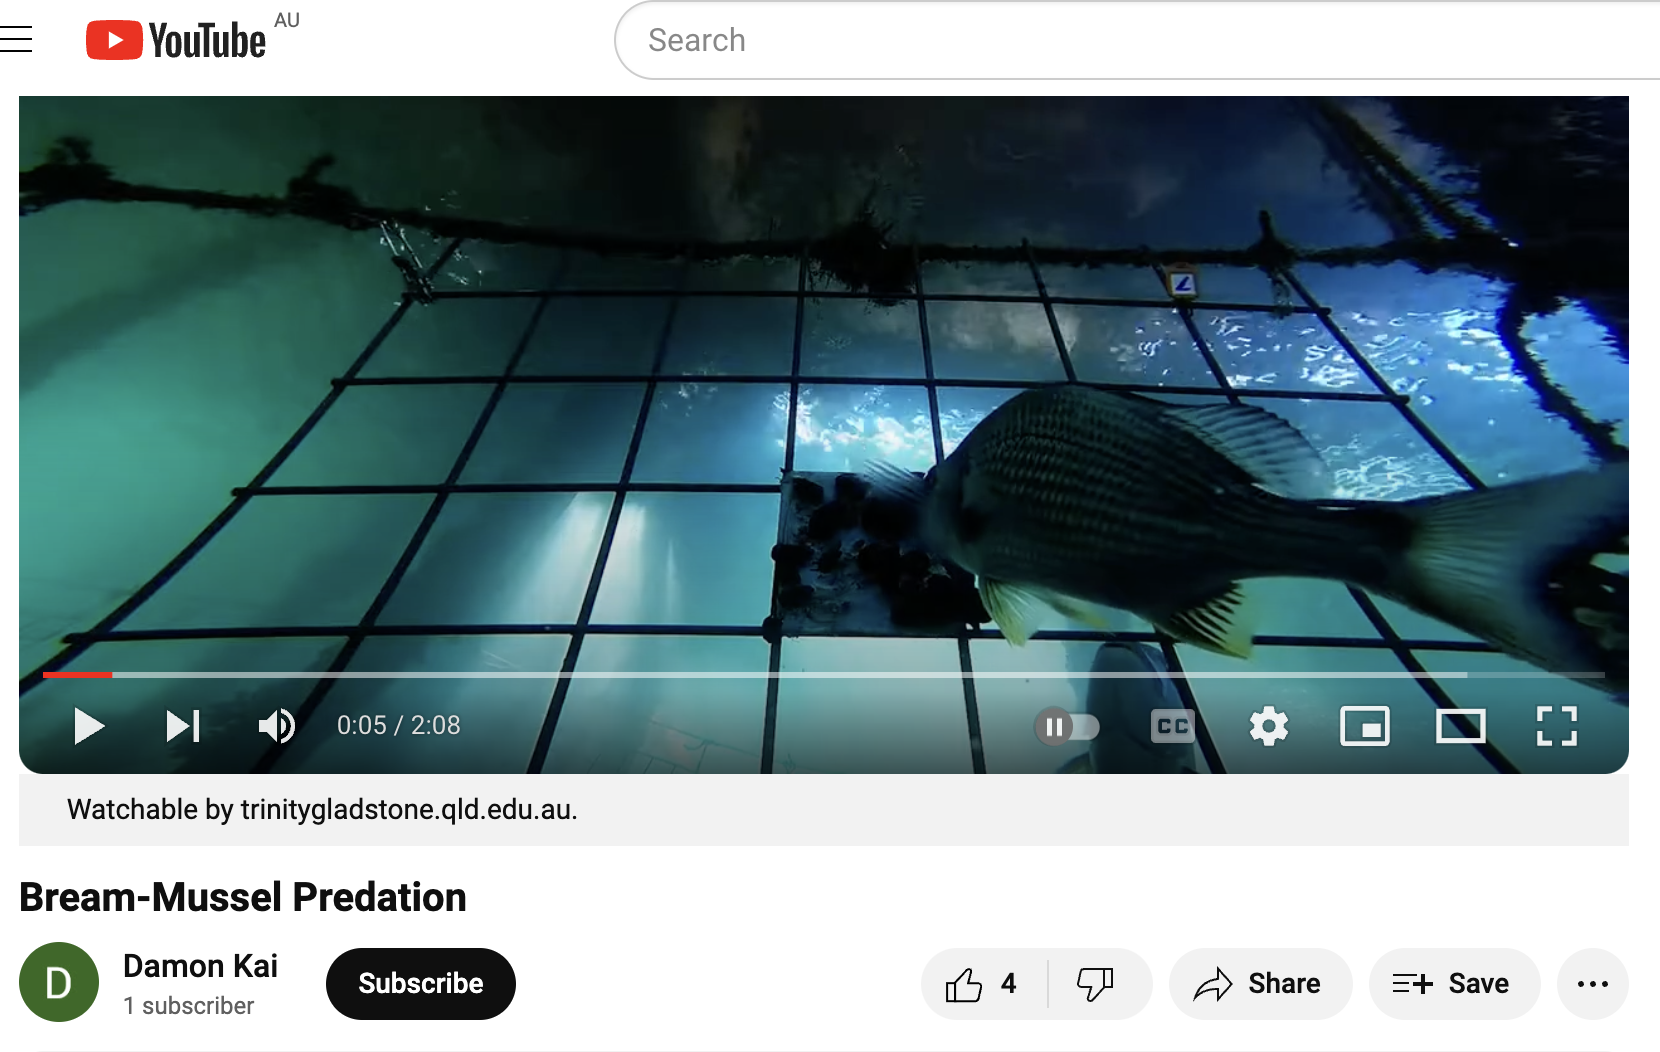 YouTube AU
Search
0:05 / 2:08
CC
Watchable by trinitygladstone.qld.edu.au.
Bream-Mussel Predation
D
Damon Kai
1 subscriber
Subscribe
4
Share
Save